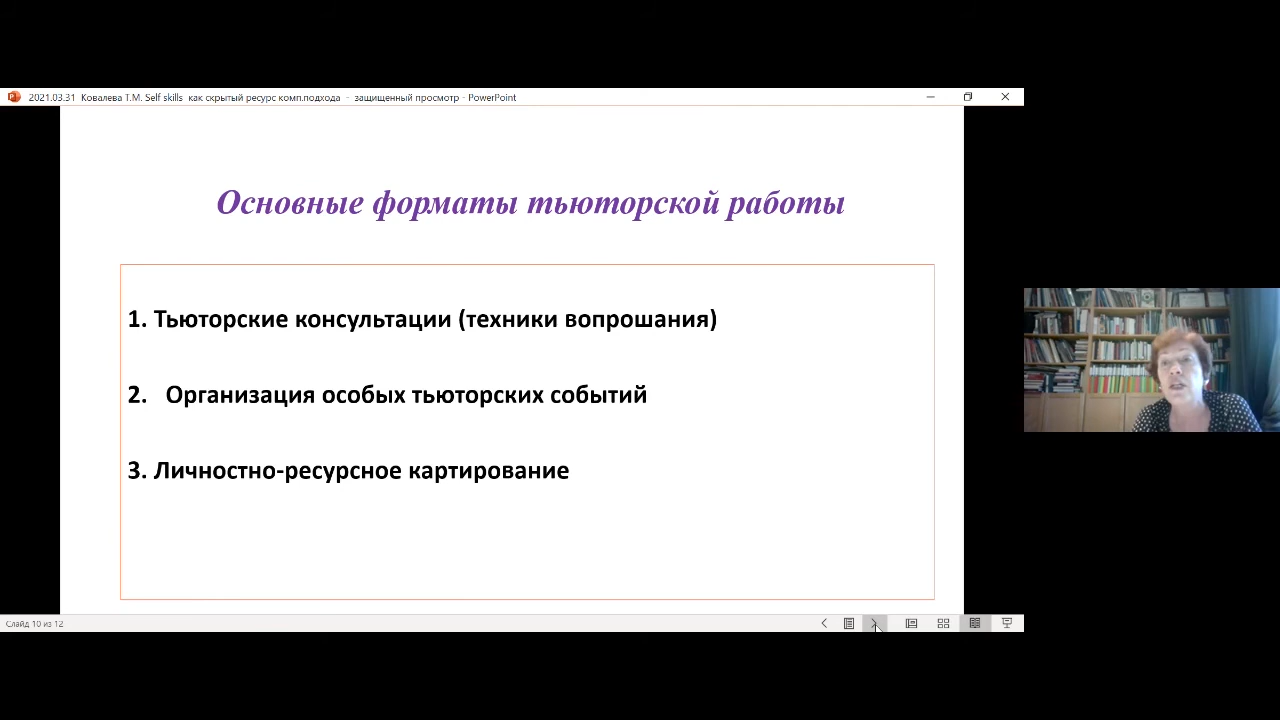 2021.03.31 Ковалева Т.М. Self skills как скрытый ресурс комп.подхода - защищенный просмотр - PowerPoint
Основные форматы тьюторской работы
1. Тьюторские консультации (техники вопрошания)
2. Организация особых тьюторских событий
3. Личностно-ресурсное картирование
Слайд 10 из 12